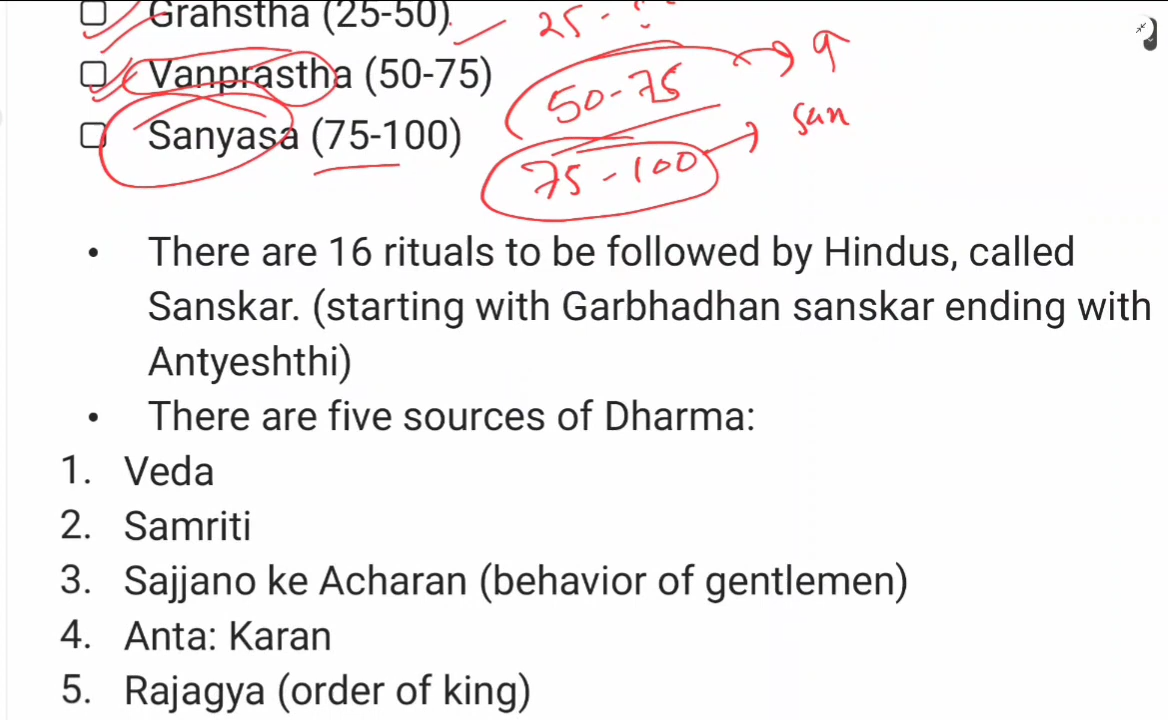 Grahstha (25-50) 25 - ?
Vanprastha (50-75) 50-75
Sanyasa (75-100) 75-100 san
• There are 16 rituals to be followed by Hindus, called
Sanskar. (starting with Garbhadhan sanskar ending with
Antyeshthi)
• There are five sources of Dharma:
1. Veda
2. Samriti
3. Sajjano ke Acharan (behavior of gentlemen)
4. Anta: Karan
5. Rajagya (order of king)